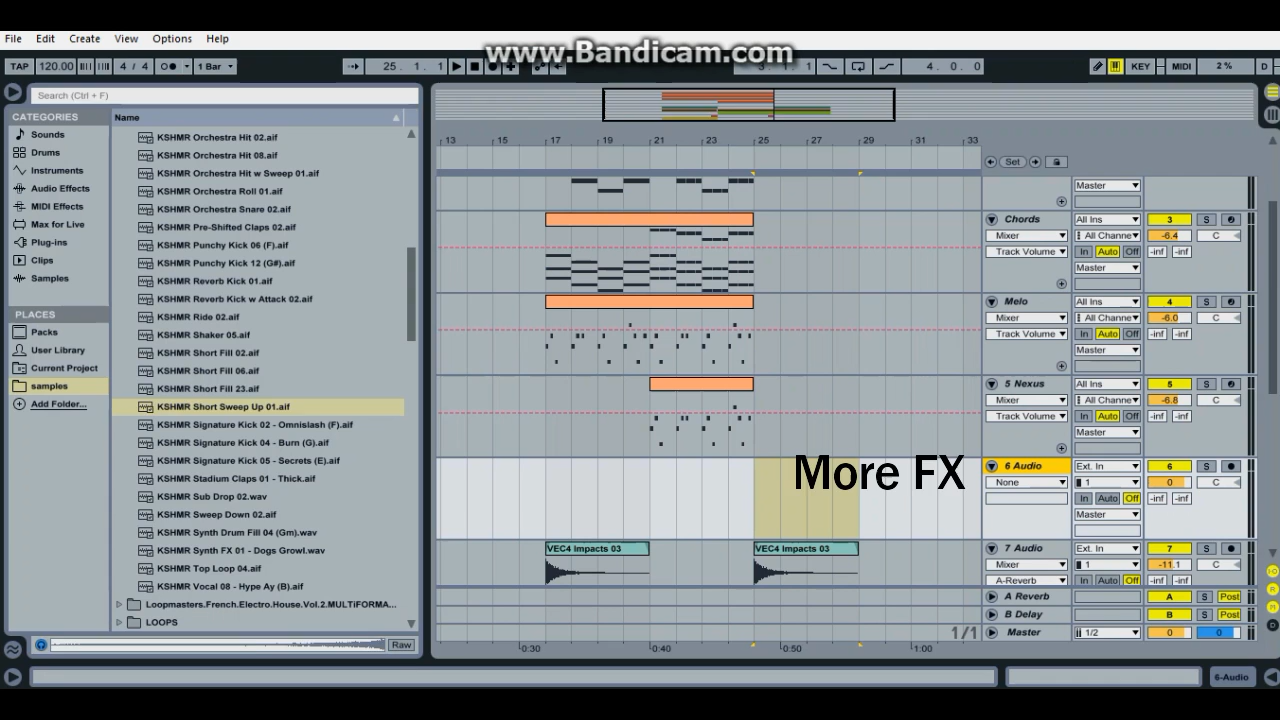 www.Bandicam.com
File Edit Create View Options Help
TAP 120.00 4 / 4 1 Bar 25. 1. 1 3. 1. 1 4. 0. 0 KEY MIDI 2 % D
Search (Ctrl + F)
CATEGORIES
Sounds
Drums
Instruments
Audio Effects
MIDI Effects
Max for Live
Plug-ins
Clips
Samples
PLACES
Packs
User Library
Current Project
samples
Add Folder...
Name
KSHMR Orchestra Hit 02.aif
KSHMR Orchestra Hit 08.aif
KSHMR Orchestra Hit w Sweep 01.aif
KSHMR Orchestra Roll 01.aif
KSHMR Orchestra Snare 02.aif
KSHMR Pre-Shifted Claps 02.aif
KSHMR Punchy Kick 06 (F).aif
KSHMR Punchy Kick 12 (G#).aif
KSHMR Reverb Kick 01.aif
KSHMR Reverb Kick w Attack 02.aif
KSHMR Ride 02.aif
KSHMR Shaker 05.aif
KSHMR Short Fill 02.aif
KSHMR Short Fill 06.aif
KSHMR Short Fill 23.aif
KSHMR Short Sweep Up 01.aif
KSHMR Signature Kick 02 - Omnislash (F).aif
KSHMR Signature Kick 04 - Burn (G).aif
KSHMR Signature Kick 05 - Secrets (E).aif
KSHMR Stadium Claps 01 - Thick.aif
KSHMR Sub Drop 02.wav
KSHMR Sweep Down 02.aif
KSHMR Synth Drum Fill 04 (Gm).wav
KSHMR Synth FX 01 - Dogs Growl.wav
KSHMR Top Loop 04.aif
KSHMR Vocal 08 - Hype Ay (B).aif
Loopmasters.French.Electro.House.Vol.2.MULTiFORMA...
LOOPS
Raw
13 15 17 19 21 23 25 27 29 31 33
Set
Master
Chords All Ins 3 S
Mixer All Channe -6.4 C
Track Volume In Auto Off -inf -inf
Master
Melo All Ins 4 S
Mixer All Channe -6.0 C
Track Volume In Auto Off -inf -inf
Master
5 Nexus All Ins 5 S
Mixer All Channe -6.8 C
Track Volume In Auto Off -inf -inf
Master
More FX
6 Audio Ext. In 6 S
None 1 0 C
In Auto Off -inf -inf
Master
VEC4 Impacts 03 VEC4 Impacts 03
7 Audio Ext. In 7 S
Mixer 1 -11.1 C
A-Reverb In Auto Off -inf -inf
A Reverb A S Post
B Delay B S Post
1/1 Master 1/2 0 0
0:30 0:40 0:50 1:00
6-Audio